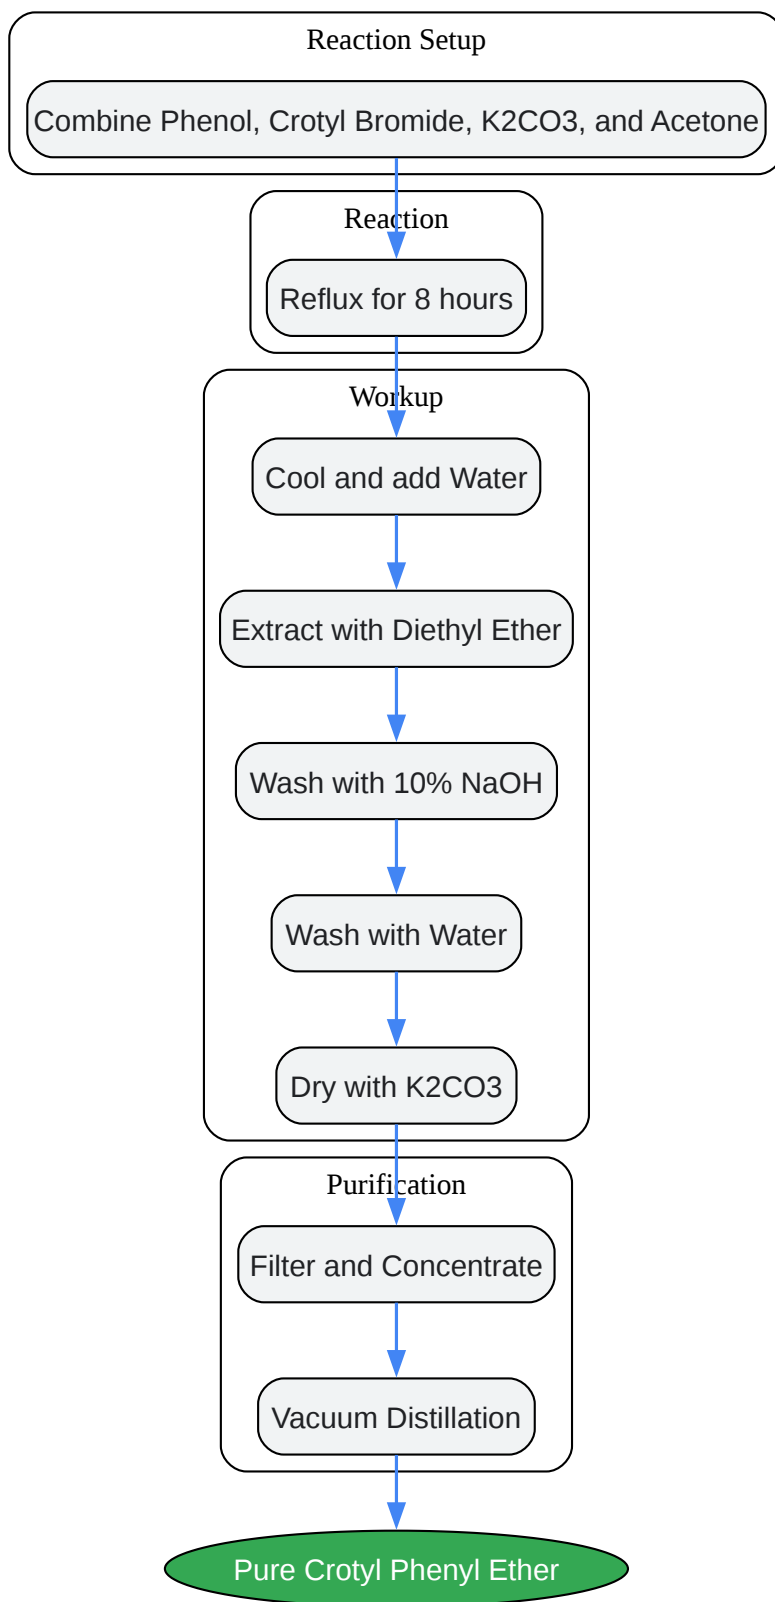 Reaction Setup
Combine Phenol, Crotyl Bromide, K2CO3, and Acetone
Reaction
Reflux for 8 hours
Workup
Cool and add Water
Extract with Diethyl Ether
Wash with 10% NaOH
Wash with Water
Dry with K2CO3
Purification
Filter and Concentrate
Vacuum Distillation
Pure Crotyl Phenyl Ether